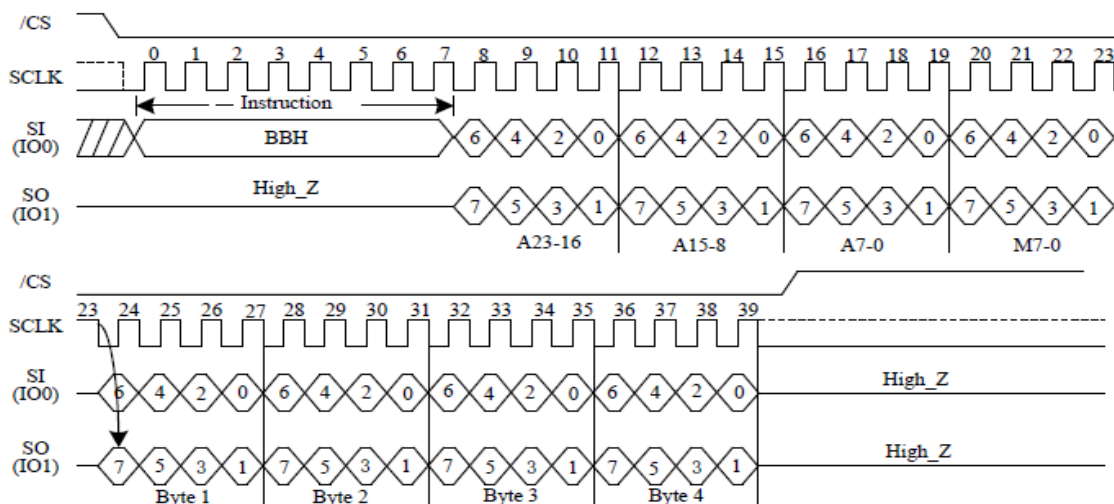 /CS
0 1 2 3 4 5 6 7 8 9 10 11 12 13 14 15 16 17 18 19 20 21 22 23
SCLK
Instruction
SI
(IO0)
BBH 6 4 2 0 6 4 2 0 6 4 2 0 6 4 2 0
High_Z
SO
(IO1)
7 5 3 1 7 5 3 1 7 5 3 1 7 5 3 1
A23-16 A15-8 A7-0 M7-0
/CS
23 24 25 26 27 28 29 30 31 32 33 34 35 36 37 38 39
SCLK
SI
(IO0)
6 4 2 0 6 4 2 0 6 4 2 0 6 4 2 0 High_Z
SO
(IO1)
7 5 3 1 7 5 3 1 7 5 3 1 7 5 3 1 High_Z
Byte 1 Byte 2 Byte 3 Byte 4